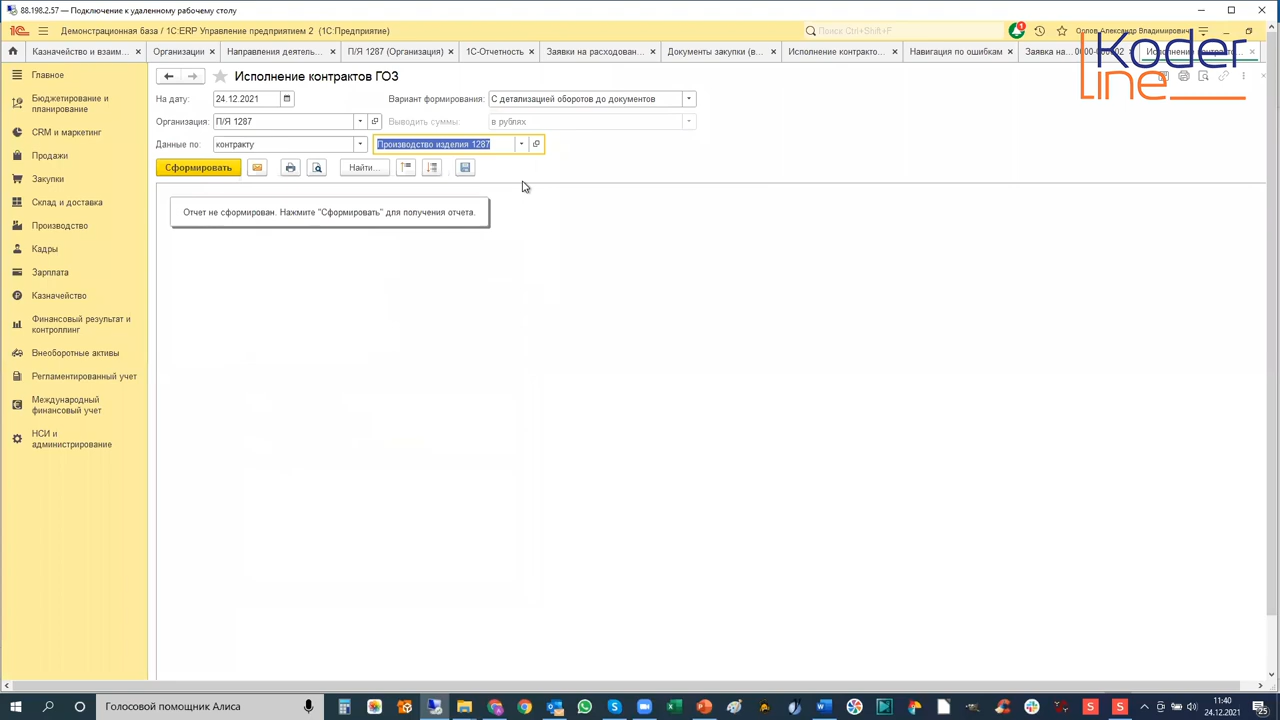 88.198.2.57 — Подключение к удаленному рабочему столу
1С Демонстрационная база / 1С:ERP Управление предприятием 2 (1С:Предприятие)
Поиск Ctrl+Shift+F
1
Орлов Александр Владимирович
Казначейство и взаим...
Организации
Направления деятель...
П/Я 1287 (Организация)
1С-Отчетность
Заявки на расходован...
Документы закупки (в...
Исполнение контракто...
Навигация по ошибкам
Заявка на...
Koder
line
Главное
Бюджетирование и
планирование
CRM и маркетинг
Продажи
Закупки
Склад и доставка
Производство
Кадры
Зарплата
Казначейство
Финансовый результат и
контроллинг
Внеоборотные активы
Регламентированный учет
Международный
финансовый учет
НСИ и
администрирование
Исполнение контрактов ГОЗ
На дату: 24.12.2021 Вариант формирования: С детализацией оборотов до документов
Организация: П/Я 1287 Выводить суммы: в рублях
Данные по: контракту Производство изделия 1287
Сформировать Найти...
Отчет не сформирован. Нажмите "Сформировать" для получения отчета.
Голосовой помощник Алиса
11:40
24.12.2021